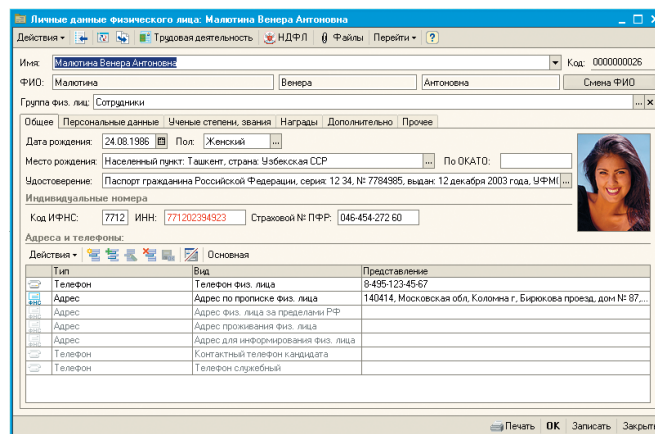 Личные данные физического лица: Малютина Венера Антоновна
Действия Трудовая деятельность НДФЛ Файлы Перейти ?
Имя: Малютина Венера Антоновна Код: 0000000026
ФИО: Малютина Венера Антоновна Смена ФИО
Группа физ. лиц: Сотрудники ... x
Общее Персональные данные Ученые степени, звания Награды Дополнительно Прочее
Дата рождения: 24.08.1986 Пол: Женский ...
Место рождения: Населенный пункт: Ташкент, страна: Узбекская ССР ... По ОКАТО:
Удостоверение: Паспорт гражданина Российской Федерации, серия: 12 34, № 7784985, выдан: 12 декабря 2003 года, УФМС ...
Индивидуальные номера
Код ИФНС: 7712 ИНН: 771202394923 Страховой № ПФР: 046-454-272 60
Адреса и телефоны:
Действия Основная
Тип Вид Представление
Телефон Телефон физ. лица 8-495-123-45-67
Адрес Адрес по прописке физ. лица 140414, Московская обл, Коломна г, Бирюкова проезд, дом № 87,...
Адрес Адрес физ. лица за пределами РФ
Адрес Адрес проживания физ. лица
Адрес Адрес для информирования физ. лица
Телефон Контактный телефон кандидата
Телефон Телефон служебный
Печать OK Записать Закрыть